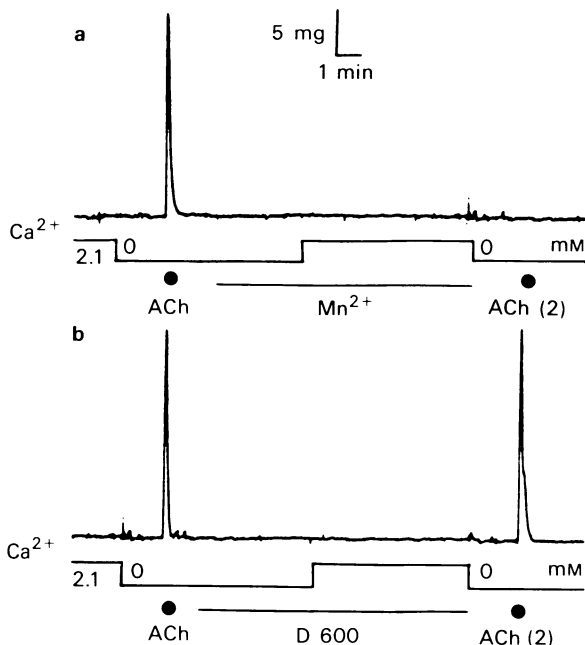 a
5 mg
1 min
Ca²⁺
2.1 0 0 mM
ACh Mn²⁺ ACh (2)
b
Ca²⁺
2.1 0 0 mM
ACh D 600 ACh (2)